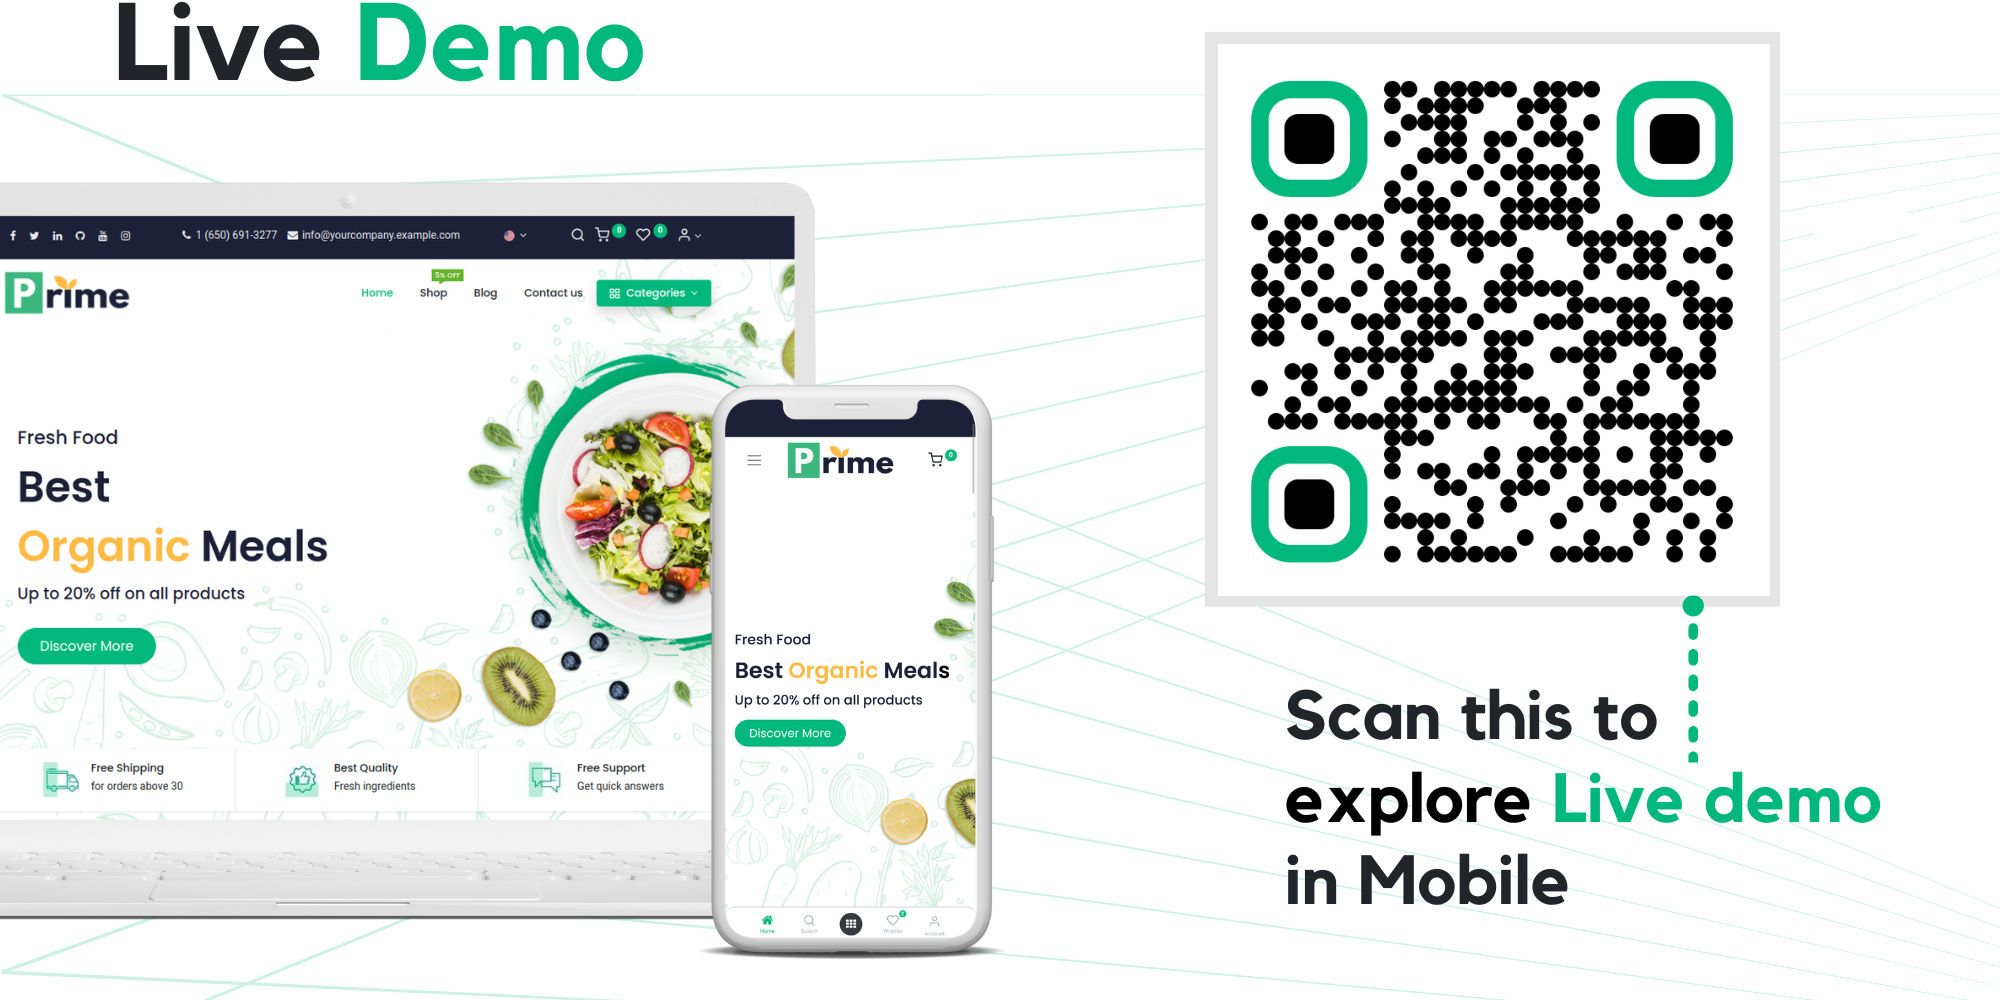 Live Demo
1 (650) 691-3277 info@yourcompany.example.com 0 0
Prime
5% OFF
Home Shop Blog Contact us Categories
Fresh Food
Best
Organic Meals
Up to 20% off on all products
Discover More
Free Shipping
for orders above 30
Best Quality
Fresh ingredients
Free Support
Get quick answers
Prime 0
Fresh Food
Best Organic Meals
Up to 20% off on all products
Discover More
Home Search Wishlist Account
Scan this to
explore Live demo
in Mobile